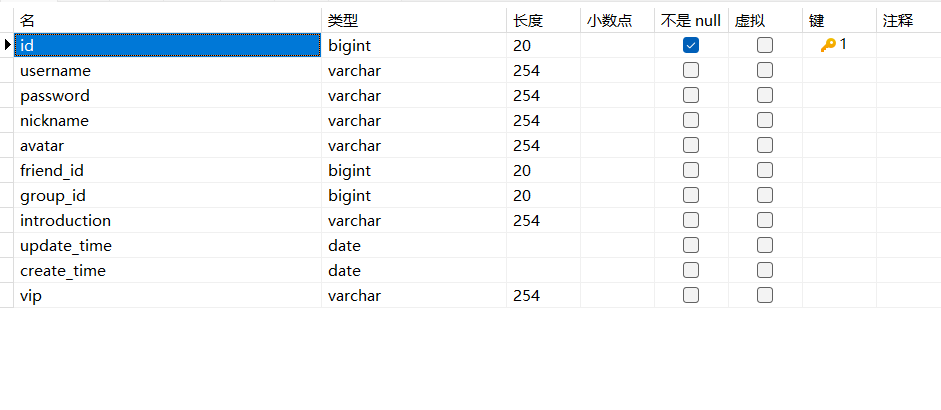 名 类型 长度 小数点 不是 null 虚拟 键 注释
id bigint 20 1
username varchar 254
password varchar 254
nickname varchar 254
avatar varchar 254
friend_id bigint 20
group_id bigint 20
introduction varchar 254
update_time date
create_time date
vip varchar 254